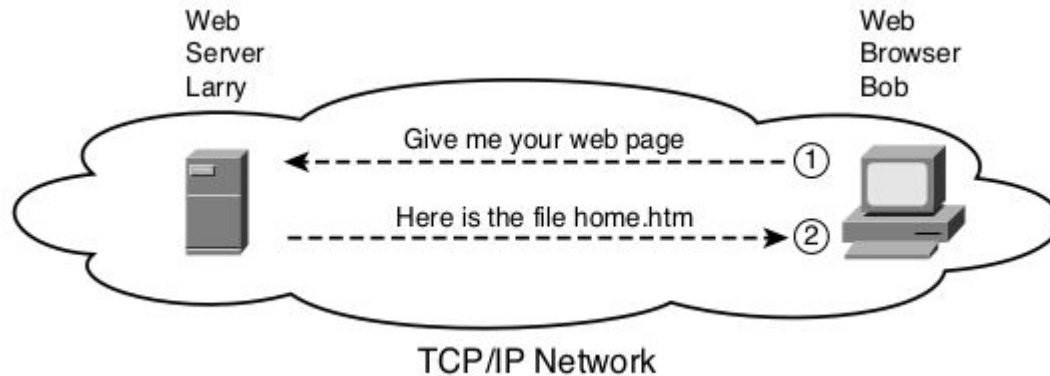 Web
Server
Larry
Web
Browser
Bob
Give me your web page
1
Here is the file home.htm
2
TCP/IP Network